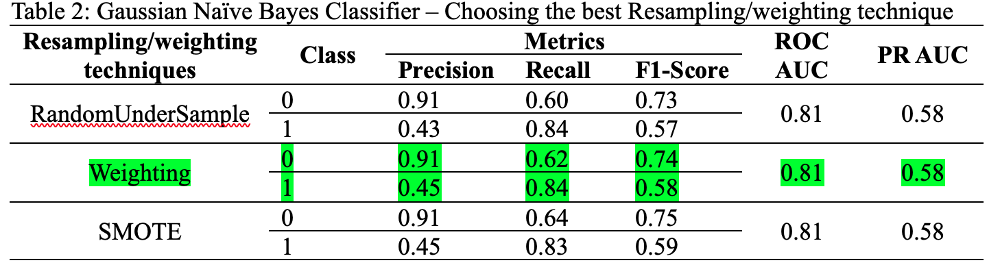 Table 2: Gaussian Naïve Bayes Classifier – Choosing the best Resampling/weighting technique
Resampling/weighting techniques Class Metrics ROC AUC PR AUC
Precision Recall F1-Score
RandomUnderSample 0 0.91 0.60 0.73 0.81 0.58
1 0.43 0.84 0.57
Weighting 0 0.91 0.62 0.74 0.81 0.58
1 0.45 0.84 0.58
SMOTE 0 0.91 0.64 0.75 0.81 0.58
1 0.45 0.83 0.59